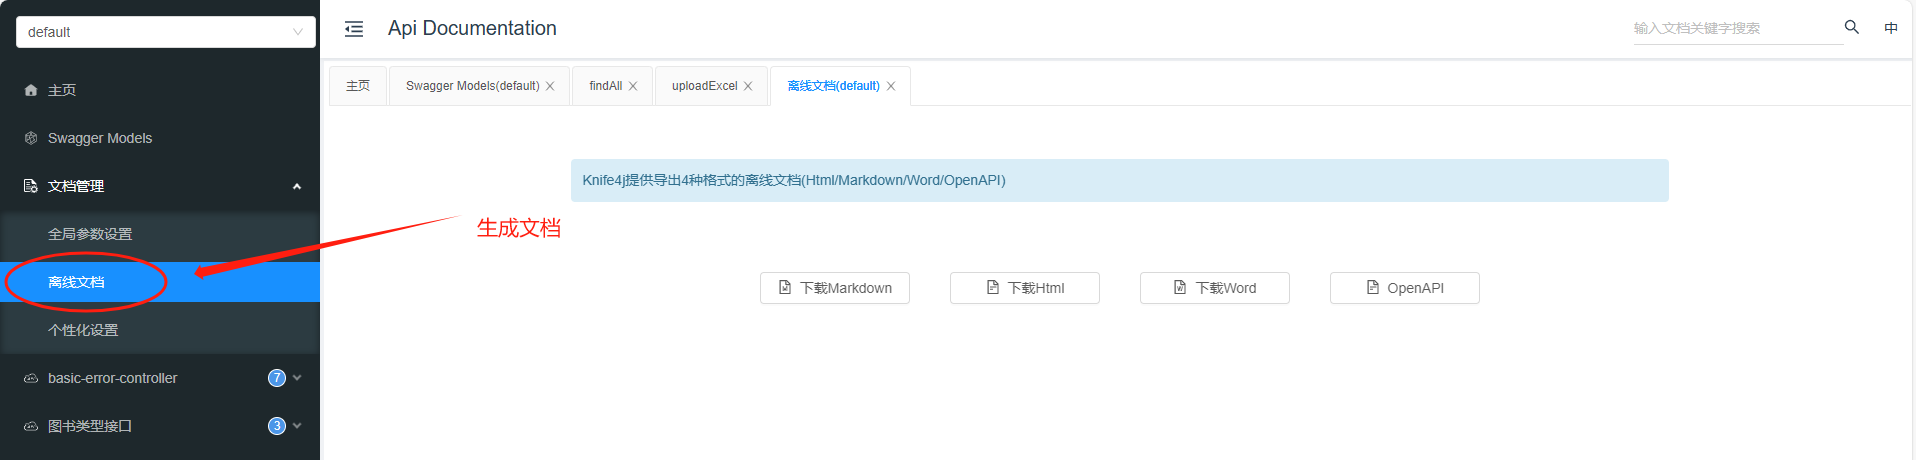 default
主页
Swagger Models
文档管理
全局参数设置
离线文档
个性化设置
basic-error-controller 7
图书类型接口 3
Api Documentation
输入文档关键字搜索
中
主页 Swagger Models(default) findAll uploadExcel 离线文档(default)
Knife4j提供导出4种格式的离线文档(Html/Markdown/Word/OpenAPI)
生成文档
下载Markdown 下载Html 下载Word OpenAPI